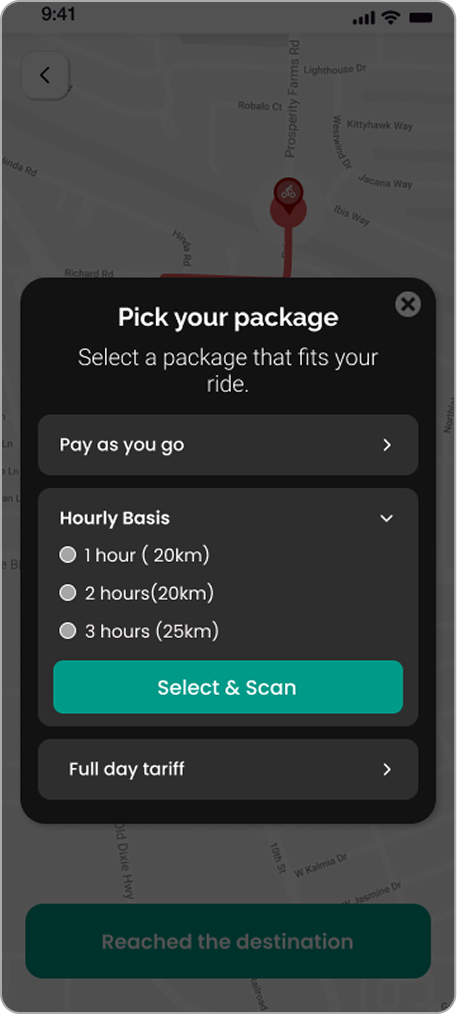 9:41
Lighthouse Dr
Prosperity Farms Rd
Robalo Ct
Kittyhawk Way
Westwind Dr
Jacana Way
Ibis Way
Hinda Rd
Richard Rd
Pick your package
Select a package that fits your
ride.
Pay as you go
Hourly Basis
1 hour ( 20km)
2 hours(20km)
3 hours (25km)
Select & Scan
Full day tariff
Old Dixie Hwy
10th St
W Kalmia Dr
W Jasmine Dr
Reached the destination